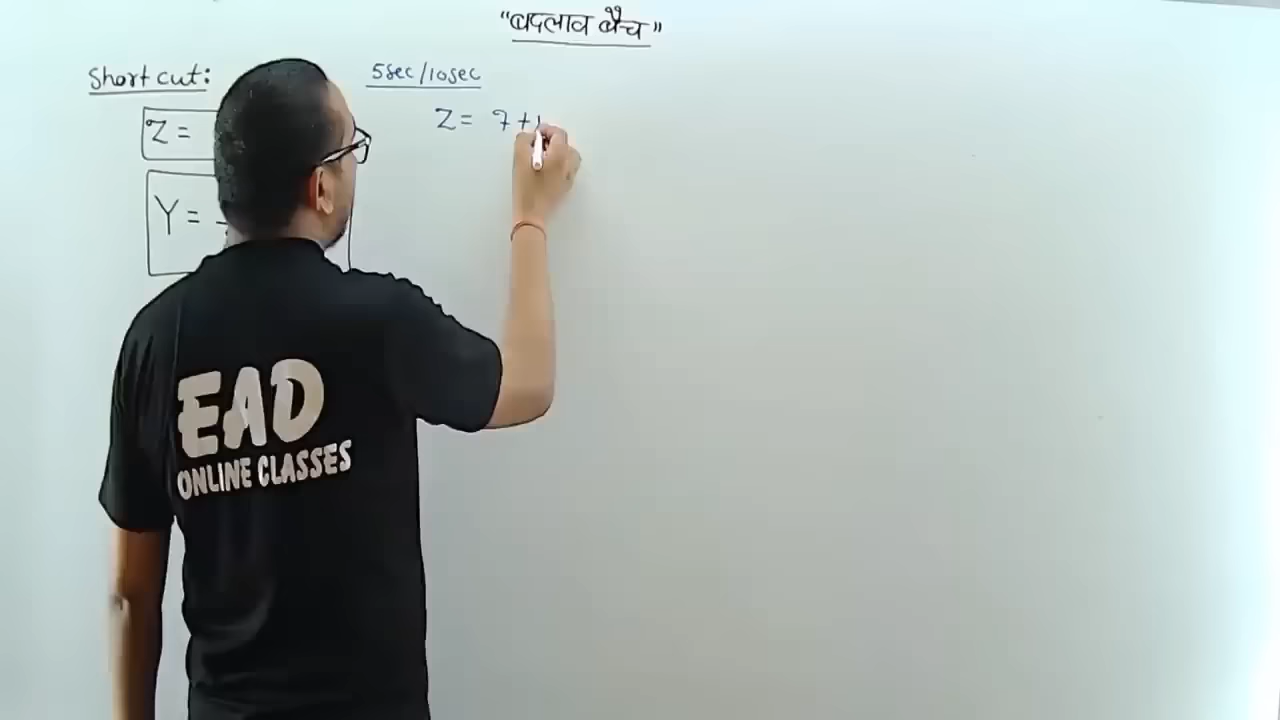 “बदलाव बैच”
Short cut:
5sec/10sec
Z =
Z = 7+
Y =
EAD
ONLINE CLASSES